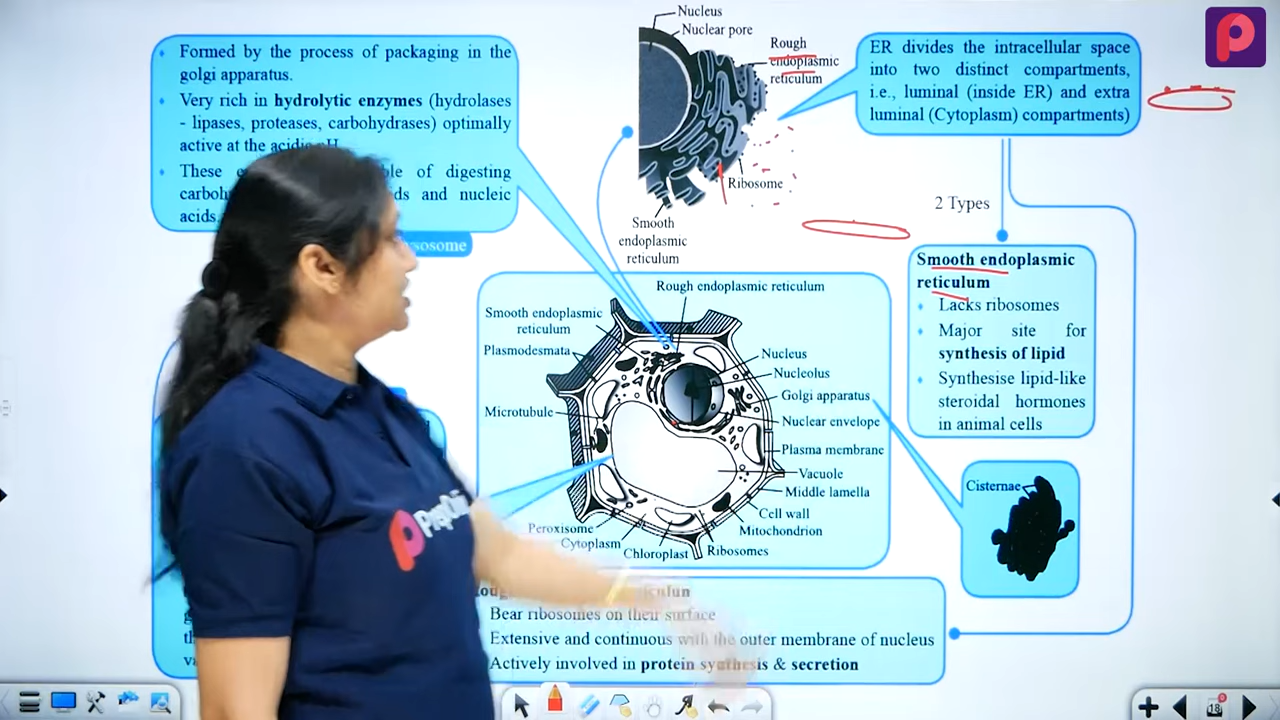 Formed by the process of packaging in the
golgi apparatus.
Very rich in hydrolytic enzymes (hydrolases
- lipases, proteases, carbohydrases) optimally
active at the acidic pH
These of digesting
and nucleic
acids.
Nucleus
Nuclear pore
Rough
endoplasmic
reticulum
Ribosome
Smooth
endoplasmic
reticulum
ER divides the intracellular space
into two distinct compartments,
i.e., luminal (inside ER) and extra
luminal (Cytoplasm) compartments)
2 Types
Smooth endoplasmic
reticulum
Lacks ribosomes
Major site for
synthesis of lipid
Synthesise lipid-like
steroidal hormones
in animal cells
Rough endoplasmic reticulum
Smooth endoplasmic
reticulum
Plasmodesmata
Microtubule
Nucleus
Nucleolus
Golgi apparatus
Nuclear envelope
Plasma membrane
Vacuole
Middle lamella
Cell wall
Mitochondrion
Ribosomes
Chloroplast
Cytoplasm
Peroxisome
Cisternae
Bear ribosomes on their surface
Extensive and continuous with the outer membrane of nucleus
Actively involved in protein synthesis & secretion
18